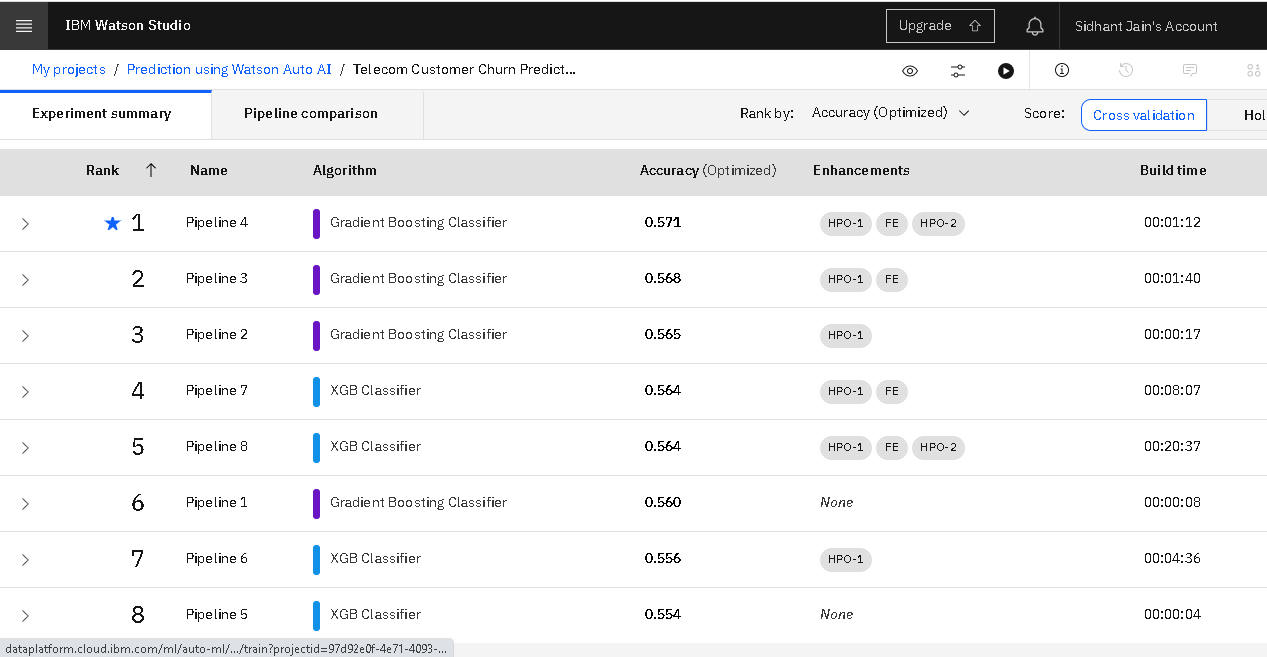 IBM Watson Studio
Upgrade
Sidhant Jain's Account
My projects / Prediction using Watson Auto AI / Telecom Customer Churn Predict...
Experiment summary
Pipeline comparison
Rank by: Accuracy (Optimized)
Score: Cross validation Hol
Rank Name Algorithm Accuracy (Optimized) Enhancements Build time
1 Pipeline 4 Gradient Boosting Classifier 0.571 HPO-1 FE HPO-2 00:01:12
2 Pipeline 3 Gradient Boosting Classifier 0.568 HPO-1 FE 00:01:40
3 Pipeline 2 Gradient Boosting Classifier 0.565 HPO-1 00:00:17
4 Pipeline 7 XGB Classifier 0.564 HPO-1 FE 00:08:07
5 Pipeline 8 XGB Classifier 0.564 HPO-1 FE HPO-2 00:20:37
6 Pipeline 1 Gradient Boosting Classifier 0.560 None 00:00:08
7 Pipeline 6 XGB Classifier 0.556 HPO-1 00:04:36
8 Pipeline 5 XGB Classifier 0.554 None 00:00:04
dataplatform.cloud.ibm.com/ml/auto-ml/.../train?projectid=97d92e0f-4e71-4093-...